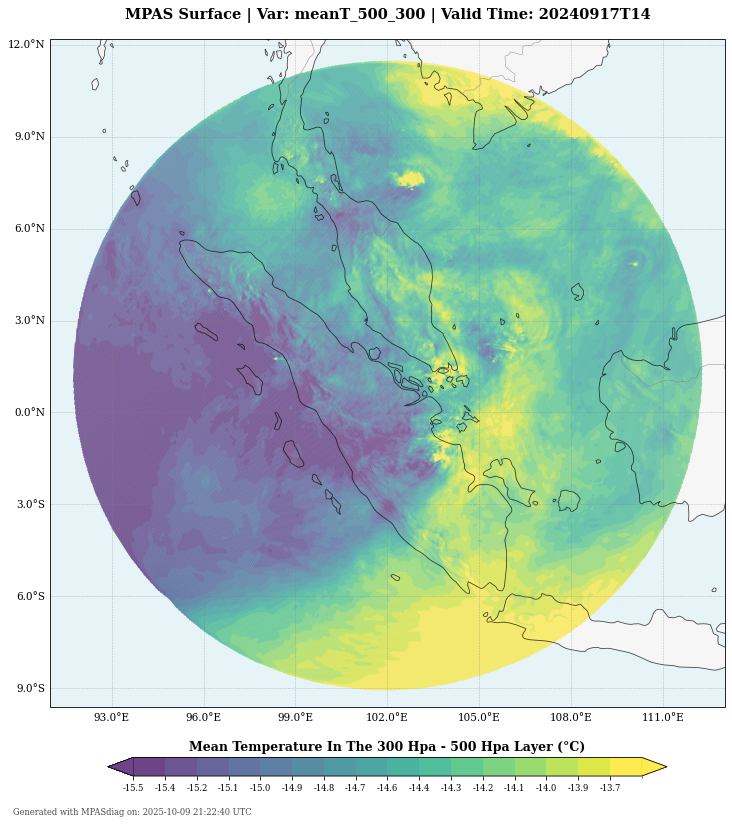 MPAS Surface | Var: meanT_500_300 | Valid Time: 20240917T14
12.0°N
9.0°N
6.0°N
3.0°N
0.0°N
3.0°S
6.0°S
9.0°S
93.0°E 96.0°E 99.0°E 102.0°E 105.0°E 108.0°E 111.0°E
Mean Temperature In The 300 Hpa - 500 Hpa Layer (°C)
-15.5 -15.4 -15.2 -15.1 -15.0 -14.9 -14.8 -14.7 -14.6 -14.4 -14.3 -14.2 -14.1 -14.0 -13.9 -13.7
Generated with MPASdiag on: 2025-10-09 21:22:40 UTC